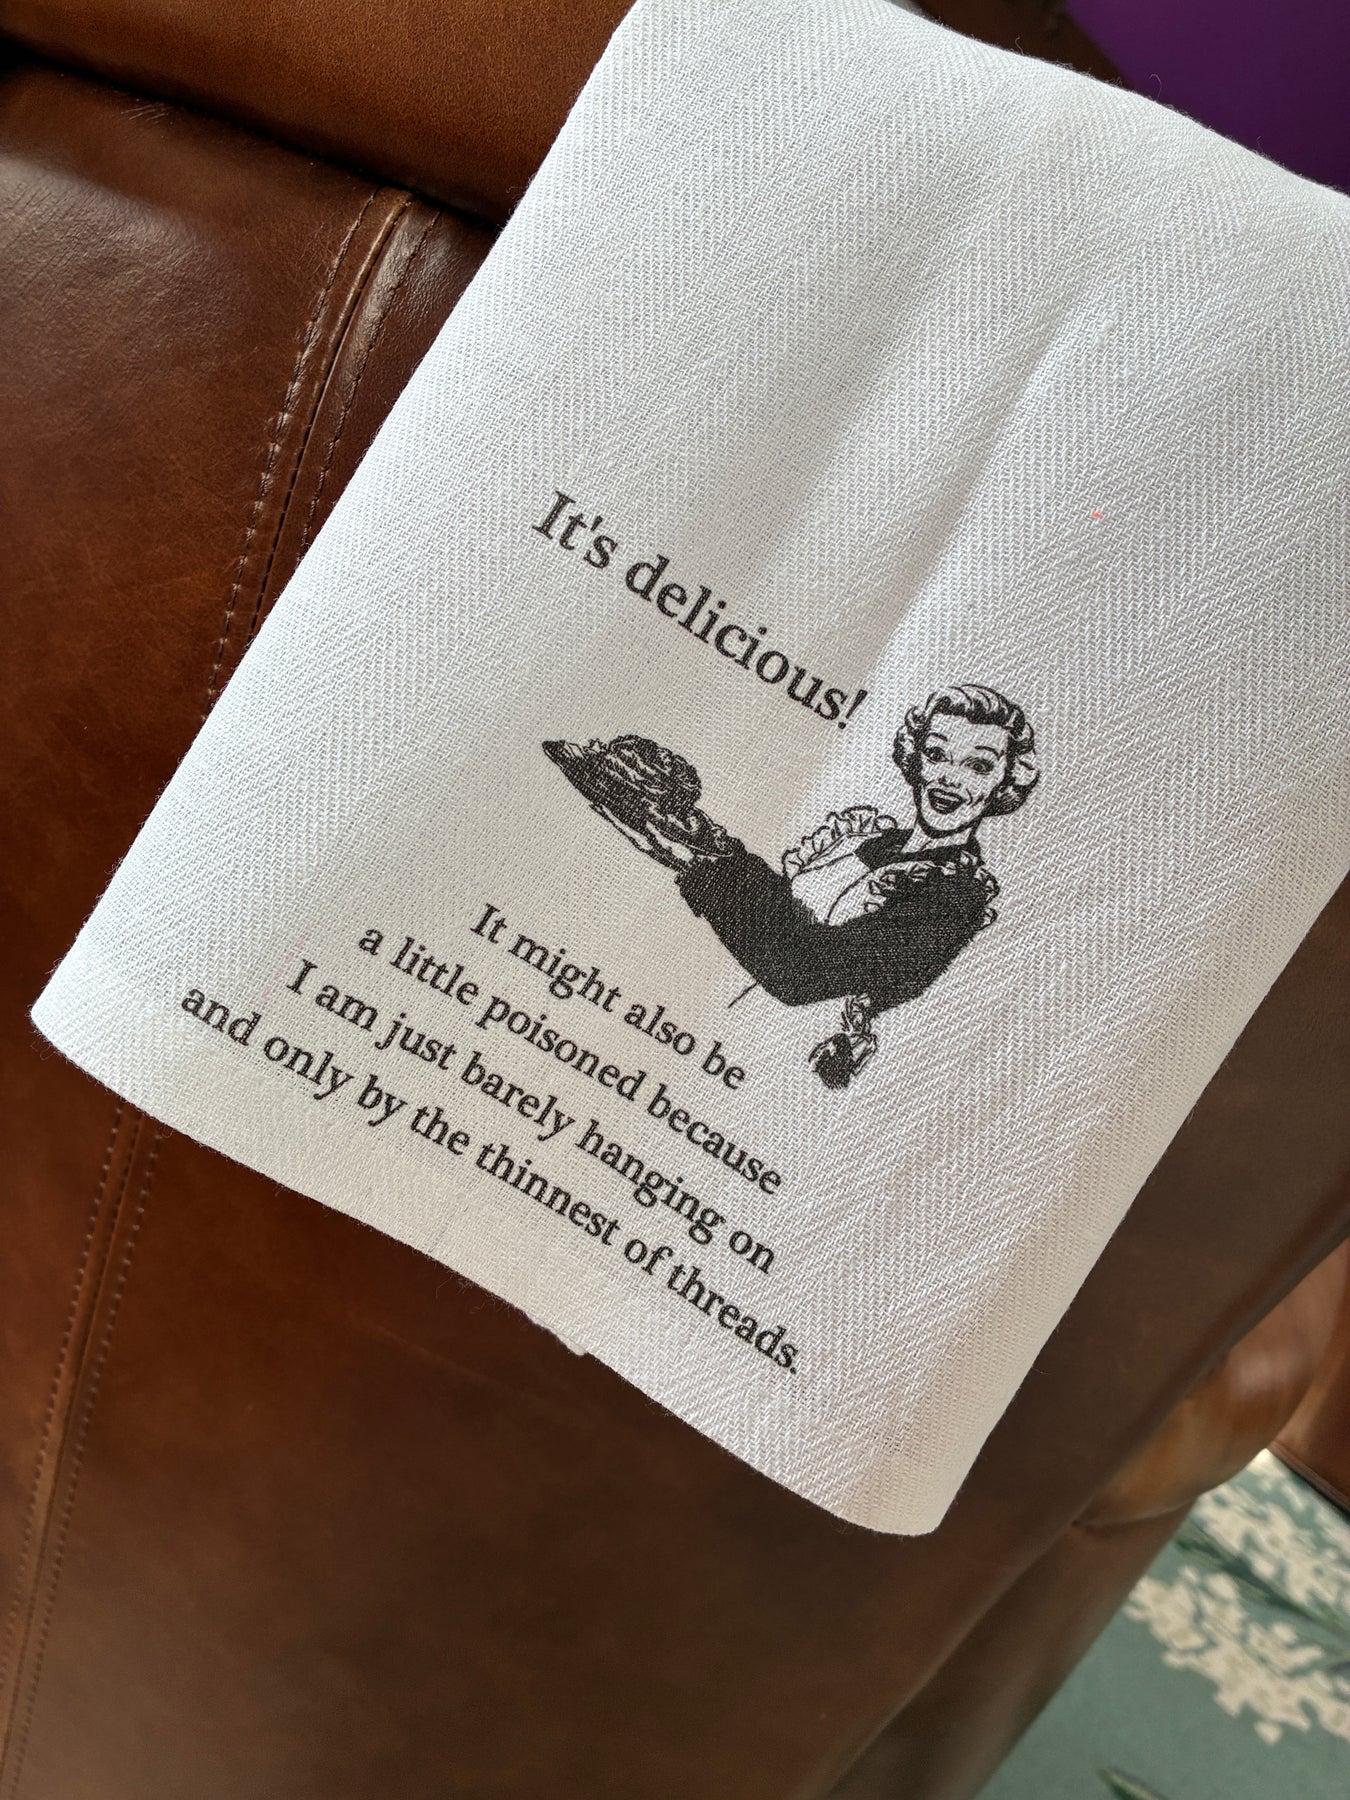 It's delicious!
It might also be
a little poisoned because
I am just barely hanging on
and only by the thinnest of threads.